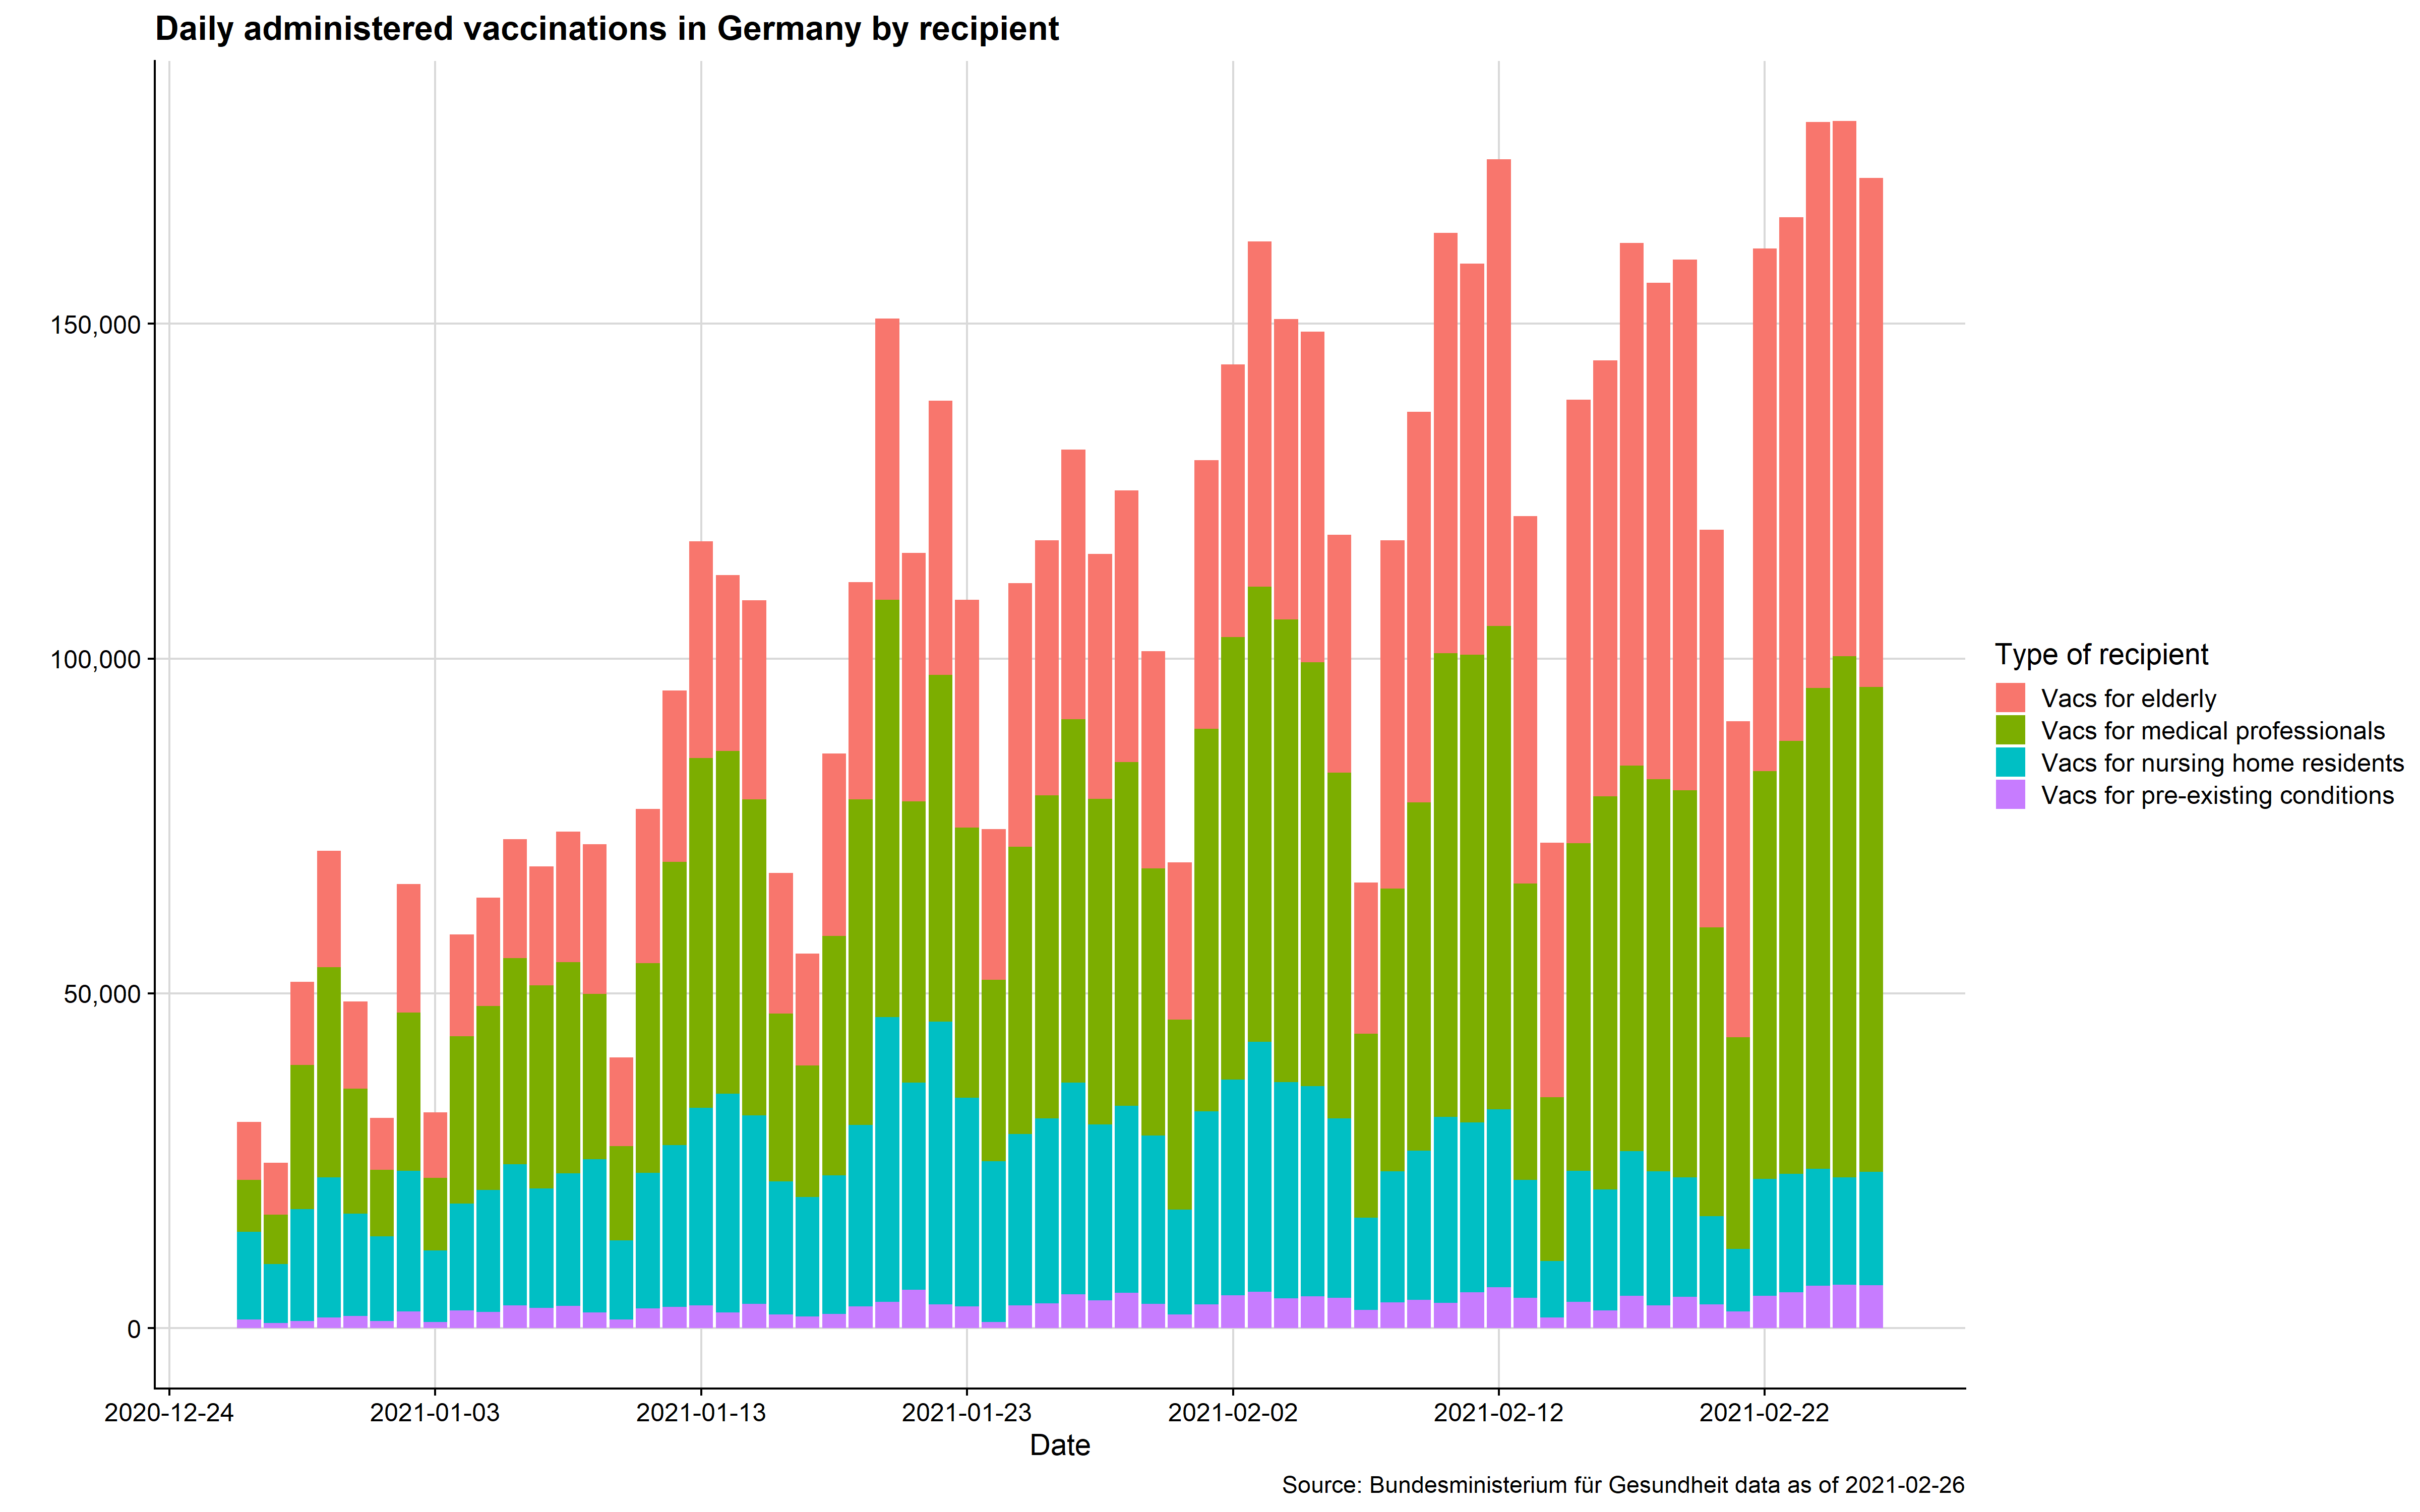 Daily administered vaccinations in Germany by recipient
150,000
100,000
50,000
0
2020-12-24
2021-01-03
2021-01-13
2021-01-23
2021-02-02
2021-02-12
2021-02-22
Date
Type of recipient
Vacs for elderly
Vacs for medical professionals
Vacs for nursing home residents
Vacs for pre-existing conditions
Source: Bundesministerium für Gesundheit data as of 2021-02-26